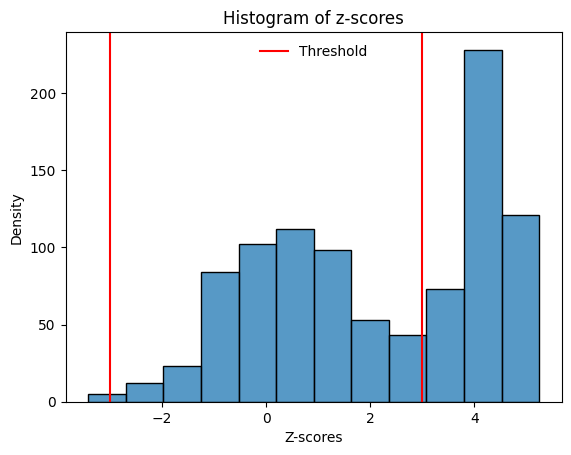 Histogram of z-scores
Threshold
Density
200
150
100
50
0
−2
0
2
4
Z-scores